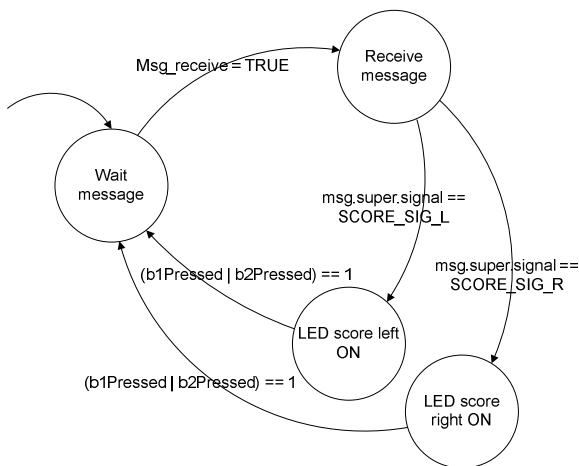 Receive
message
Msg_receive = TRUE
Wait
message
msg.super.signal ==
SCORE_SIG_L
msg.super.signal ==
SCORE_SIG_R
(b1Pressed | b2Pressed) == 1
LED score left
ON
(b1Pressed | b2Pressed) == 1
LED score
right ON